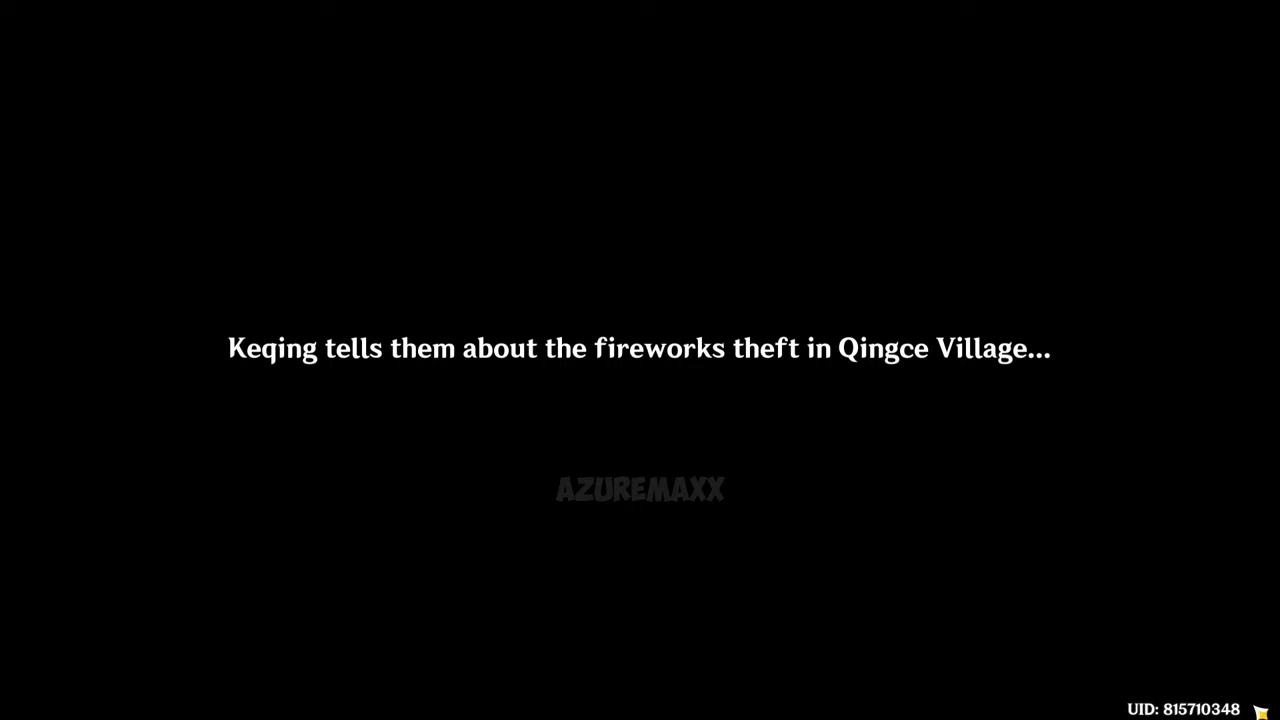 Keqing tells them about the fireworks theft in Qingce Village...
AZUREMAXX
UID: 815710348